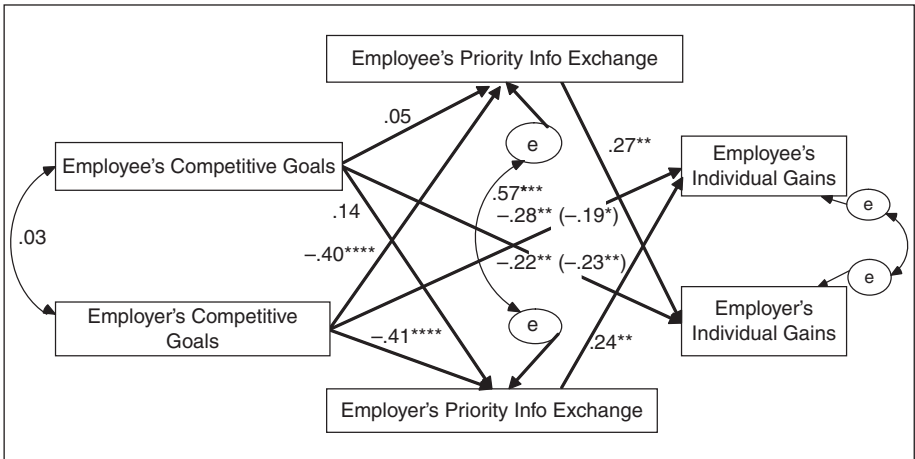 Employee’s Priority Info Exchange
.05
e
.27**
Employee’s
Individual Gains
Employee’s Competitive Goals
.57***
.14
–.28** (–.19*)
e
.03
–.40****
–.22** (–.23**)
e
Employer’s Competitive
Goals
e
Employer’s
Individual Gains
–.41****
.24**
Employer’s Priority Info Exchange